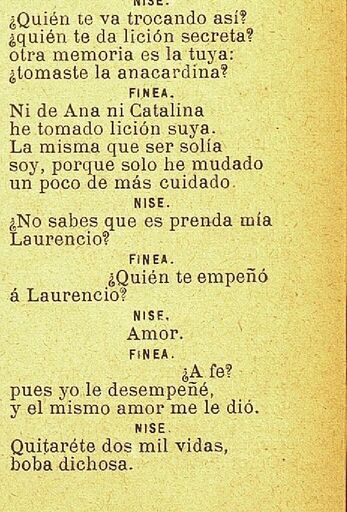 NISE.
¿Quién te va trocando así?
¿quién te da lición secreta?
otra memoria es la tuya:
¿tomaste la anacardina?
FINEA.
Ni de Ana ni Catalina
he tomado lición suya.
La misma que ser solía
soy, porque solo he mudado
un poco de más cuidado.
NISE.
¿No sabes que es prenda mía
Laurencio?
FINEA.
¿Quién te empeñó
á Laurencio?
NISE.
Amor.
FINEA.
¿A fe?
pues yo le desempeñé,
y el mismo amor me le dió.
NISE.
Quitaréte dos mil vidas,
boba dichosa.